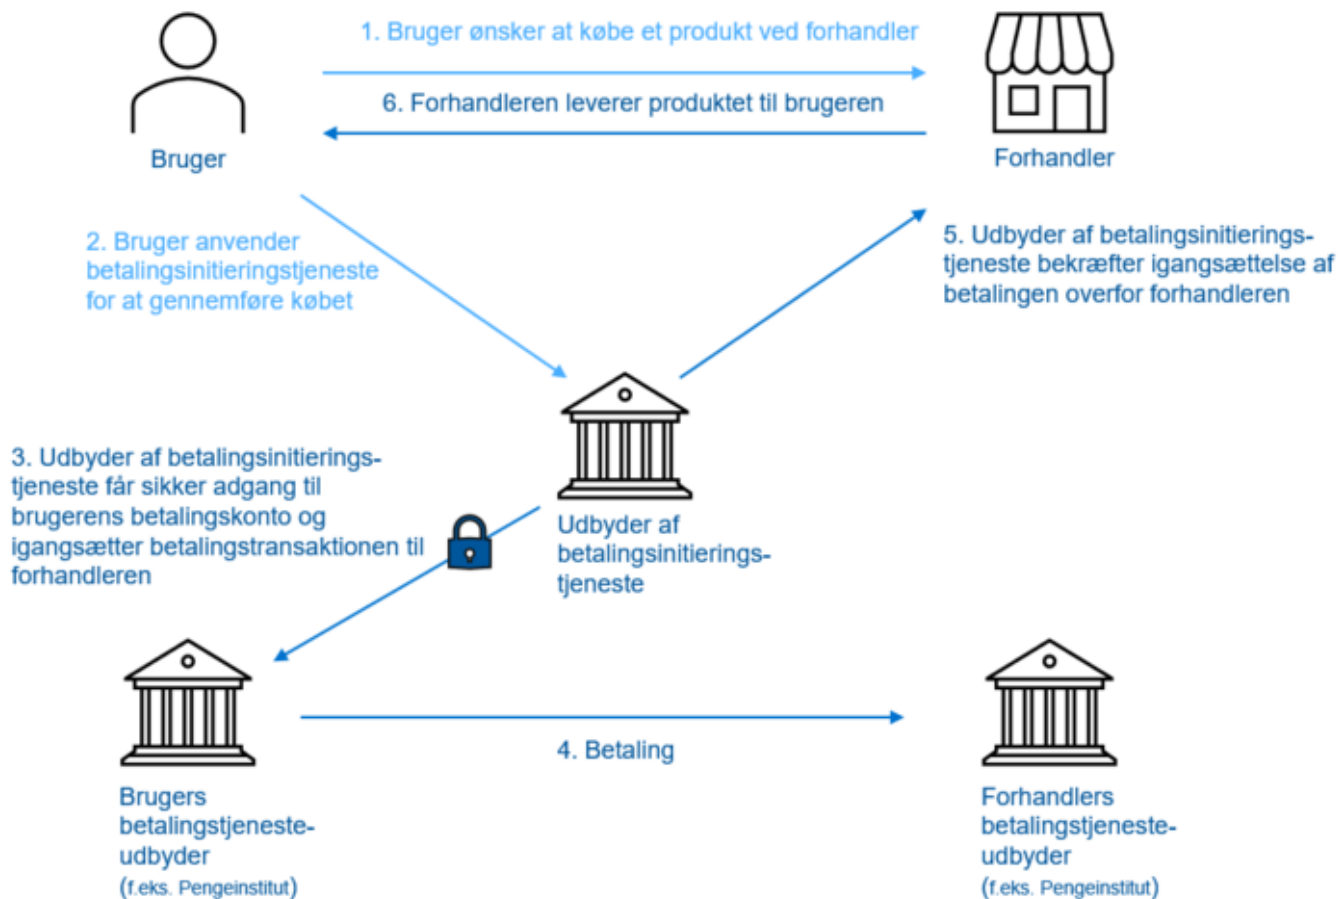 1. Bruger ønsker at købe et produkt ved forhandler
6. Forhandleren leverer produktet til brugeren
Bruger
Forhandler
2. Bruger anvender
betalingsinitieringstjeneste
for at gennemføre købet
5. Udbyder af betalingsinitierings-
tjeneste bekræfter igangsættelse af
betalingen overfor forhandleren
3. Udbyder af betalingsinitierings-
tjeneste får sikker adgang til
brugerens betalingskonto og
igangsætter betalingstransaktionen til
forhandleren
Udbyder af
betalingsinitierings-
tjeneste
4. Betaling
Brugers
betalingstjeneste-
udbyder
(f.eks. Pengeinstitut)
Forhandlers
betalingstjeneste-
udbyder
(f.eks. Pengeinstitut)